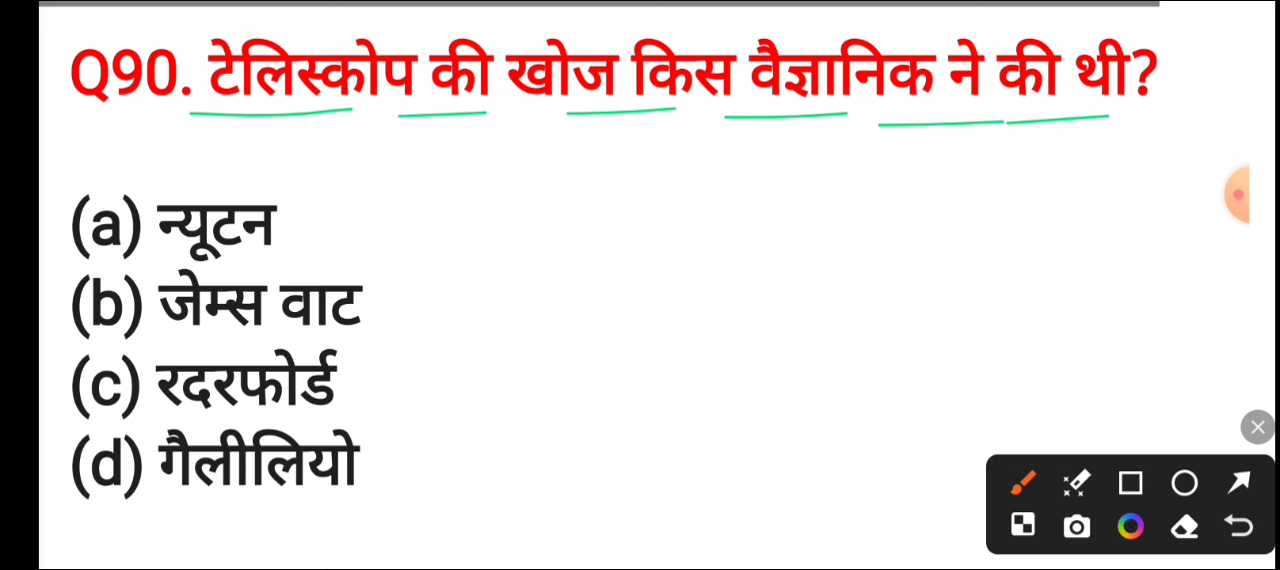 Q90. टेलिस्कोप की खोज किस वैज्ञानिक ने की थी?
(a) न्यूटन
(b) जेम्स वाट
(c) रदरफोर्ड
(d) गैलीलियो